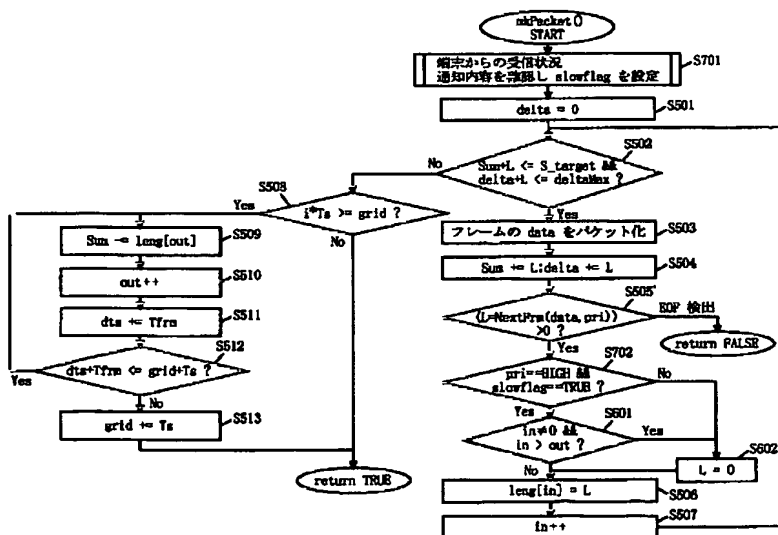 mkPacket()
START
端末からの受信状況
通知内容を確認し slowflag を設定
S701
delta = 0
S501
Sum+L <= S_target &&
delta+L <= deltaMax ?
S502
No
Yes
フレームの data をパケット化
S503
Sum += L;delta += L
S504
(L=NextFrm(data,pri))
>0 ?
S505'
EOF 検出
return FALSE
Yes
pri==HIGH &&
slowflag==TRUE ?
S702
No
Yes
in≠0 &&
in > out ?
S601
Yes
No
L = 0
S602
leng[in] = L
S506
in++
S507
i*Ts >= grid ?
S508
Yes
No
Sum -= leng[out]
S509
out++
S510
dts += Tfrm
S511
dts+Tfrm <= grid+Ts ?
S512
Yes
No
grid += Ts
S513
return TRUE